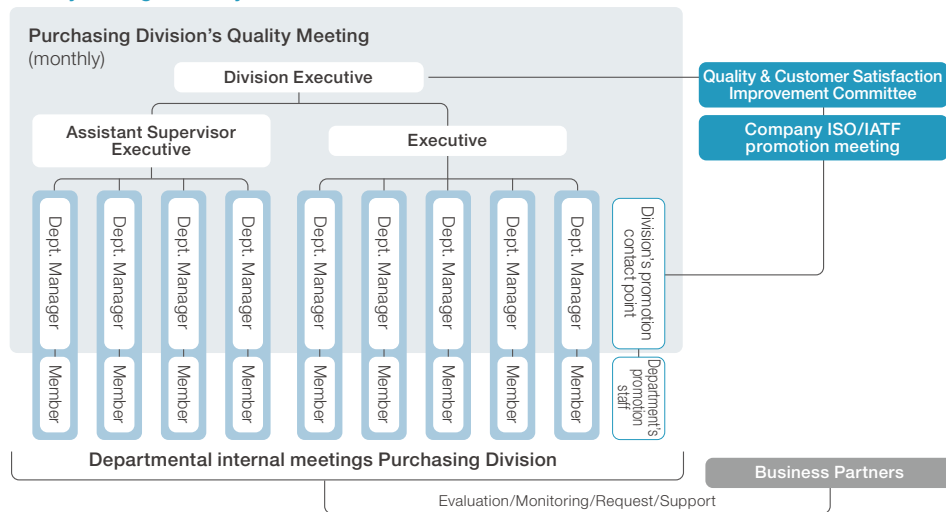 Purchasing Division's Quality Meeting
(monthly)
Division Executive
Quality & Customer Satisfaction
Improvement Committee
Assistant Supervisor
Executive
Executive
Company ISO/IATF
promotion meeting
Dept. Manager
Dept. Manager
Dept. Manager
Dept. Manager
Dept. Manager
Dept. Manager
Dept. Manager
Dept. Manager
Dept. Manager
Division's promotion
contact point
Member
Member
Member
Member
Member
Member
Member
Member
Member
Department's
promotion
staff
Departmental internal meetings Purchasing Division
Business Partners
Evaluation/Monitoring/Request/Support